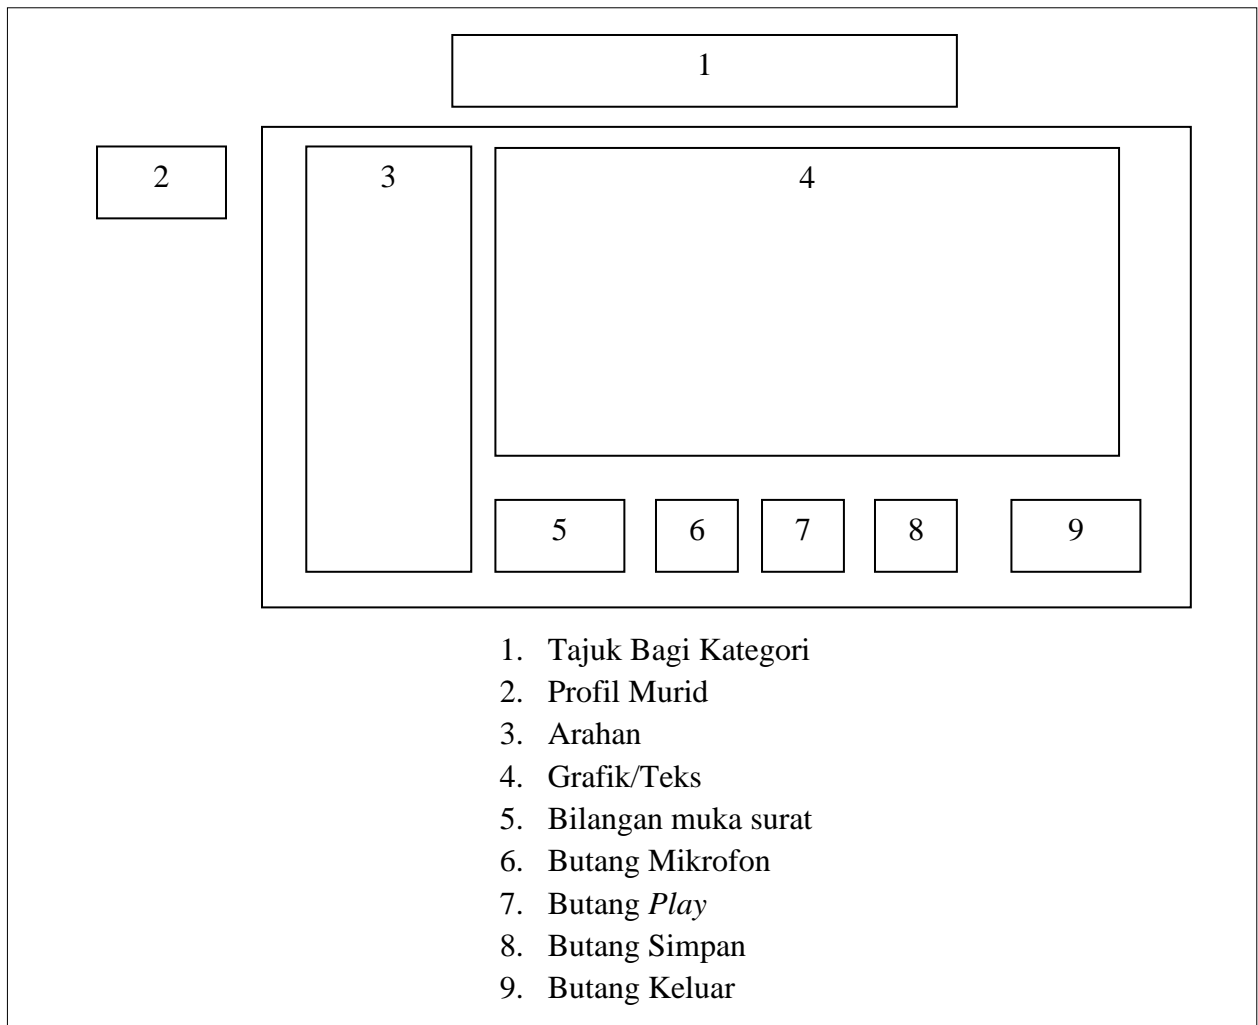 1
2
3
4
5
6
7
8
9
1. Tajuk Bagi Kategori
2. Profil Murid
3. Arahan
4. Grafik/Teks
5. Bilangan muka surat
6. Butang Mikrofon
7. Butang Play
8. Butang Simpan
9. Butang Keluar